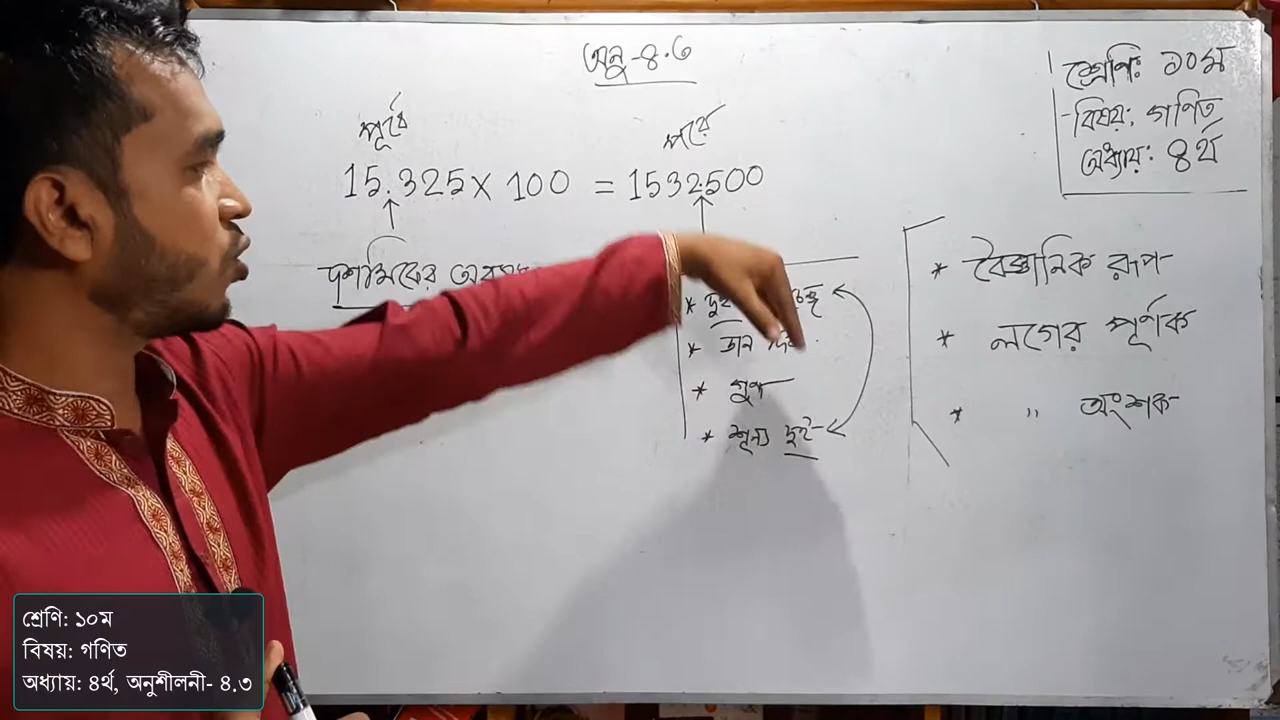 অনু-৪.৩
শ্রেণি: ১০ম
বিষয়: গণিত
অধ্যায়: ৪র্থ
পূর্বে
পরে
15.325 X 100 = 1532500
দশমিকের
* ডান
* গুণ
* শূন্য দুই
* বৈজ্ঞানিক রূপ
* লগের পূর্ণক
* " অংশক
শ্রেণি: ১০ম
বিষয়: গণিত
অধ্যায়: ৪র্থ, অনুশীলনী- ৪.৩